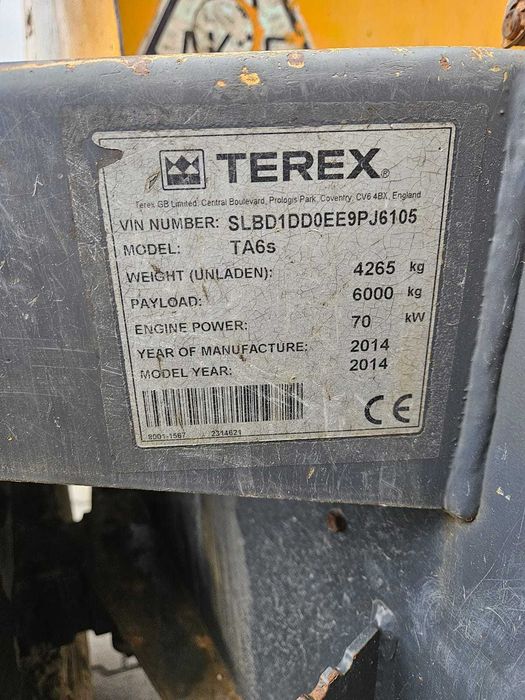 TEREX®
Terex GB Limited, Central Boulevard, Prologis Park, Coventry, CV6 4BX, England
VIN NUMBER: SLBD1DD0EE9PJ6105
MODEL: TA6s
WEIGHT (UNLADEN): 4265 kg
PAYLOAD: 6000 kg
ENGINE POWER: 70 kW
YEAR OF MANUFACTURE: 2014
MODEL YEAR: 2014
8001-1567 2314621
CE